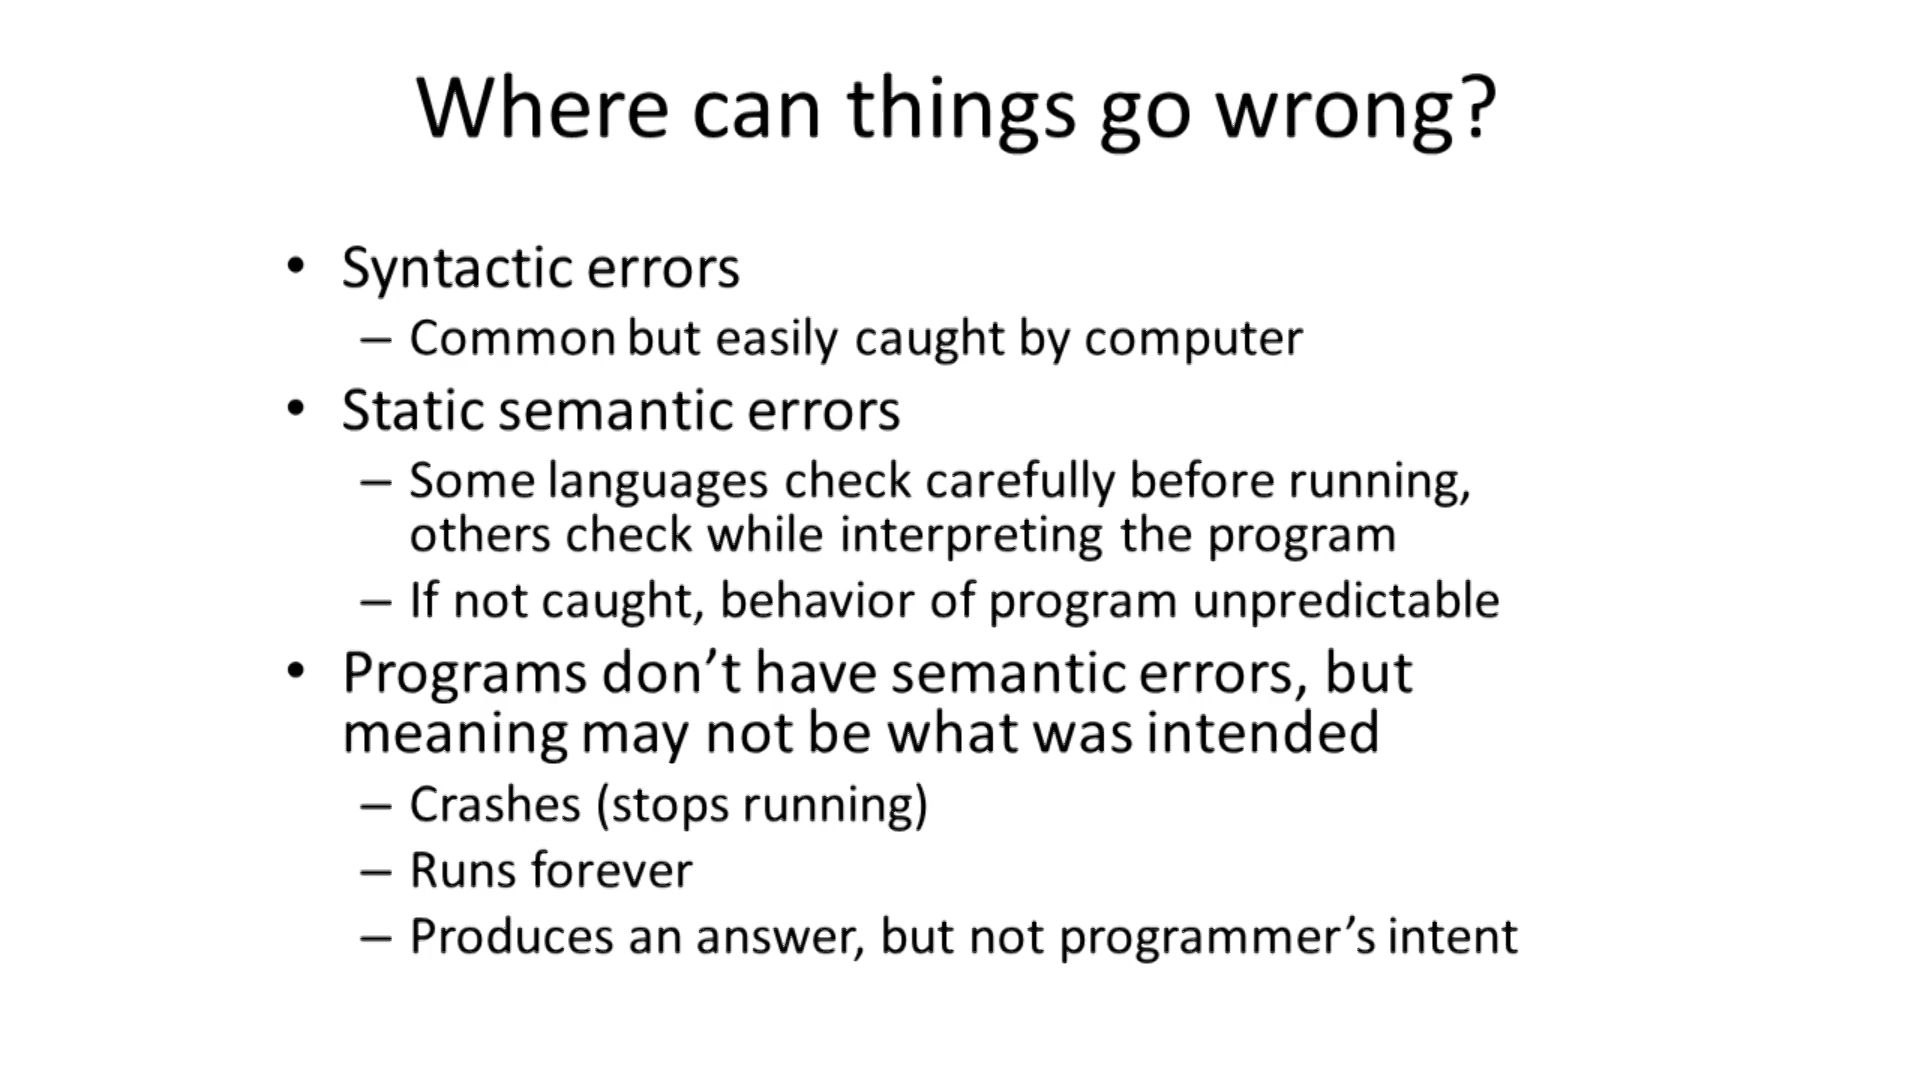 Where can things go wrong?
• Syntactic errors
– Common but easily caught by computer
• Static semantic errors
– Some languages check carefully before running,
others check while interpreting the program
– If not caught, behavior of program unpredictable
• Programs don’t have semantic errors, but
meaning may not be what was intended
– Crashes (stops running)
– Runs forever
– Produces an answer, but not programmer’s intent